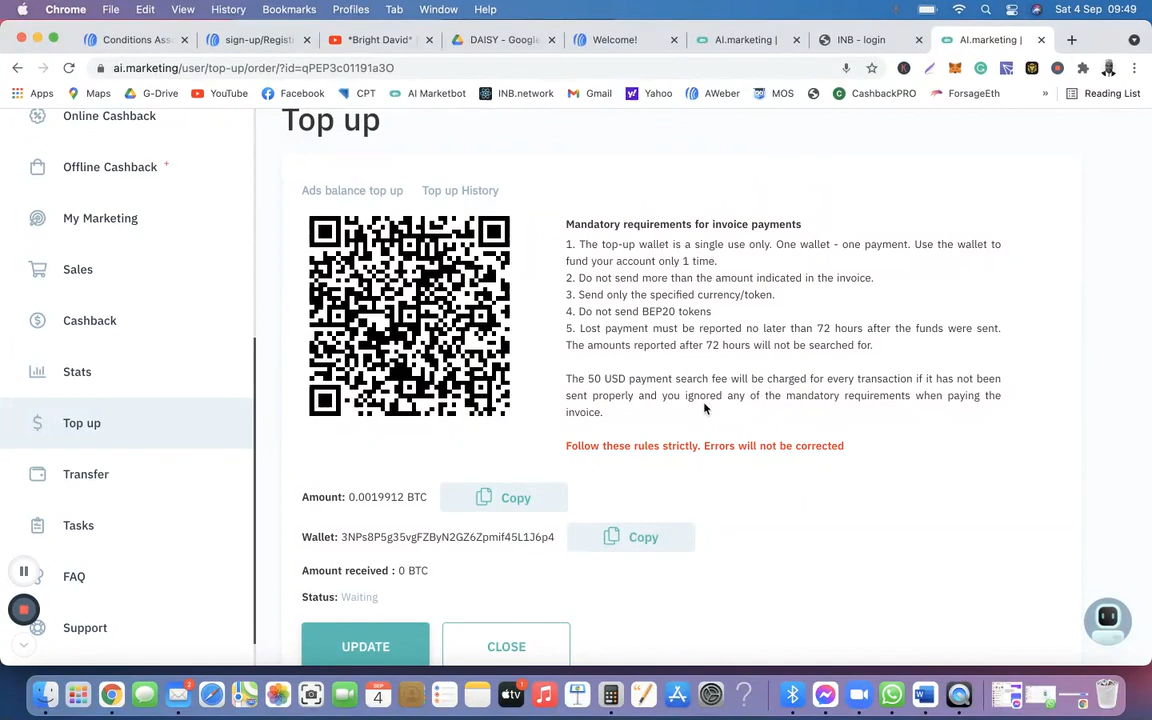 Chrome File Edit View History Bookmarks Profiles Tab Window Help Sat 4 Sep 09:49
Conditions Ass sign-up/Regist *Bright David* DAISY - Google Welcome! AI.marketing | INB - login AI.marketing |
ai.marketing/user/top-up/order/?id=qPEP3c01191a3O
Apps Maps G-Drive YouTube Facebook CPT AI Marketbot INB.network Gmail Yahoo AWeber MOS CashbackPRO ForsageEth » Reading List
Online Cashback
Offline Cashback +
My Marketing
Sales
Cashback
Stats
Top up
Transfer
Tasks
FAQ
Support
Top up
Ads balance top up Top up History
Mandatory requirements for invoice payments
1. The top-up wallet is a single use only. One wallet - one payment. Use the wallet to
fund your account only 1 time.
2. Do not send more than the amount indicated in the invoice.
3. Send only the specified currency/token.
4. Do not send BEP20 tokens
5. Lost payment must be reported no later than 72 hours after the funds were sent.
The amounts reported after 72 hours will not be searched for.
The 50 USD payment search fee will be charged for every transaction if it has not been
sent properly and you ignored any of the mandatory requirements when paying the
invoice.
Follow these rules strictly. Errors will not be corrected
Amount: 0.0019912 BTC Copy
Wallet: 3NPs8P5g35vgFZByN2GZ6Zpmif45L1J6p4 Copy
Amount received : 0 BTC
Status: Waiting
UPDATE CLOSE
2
SEP
4
tv
1